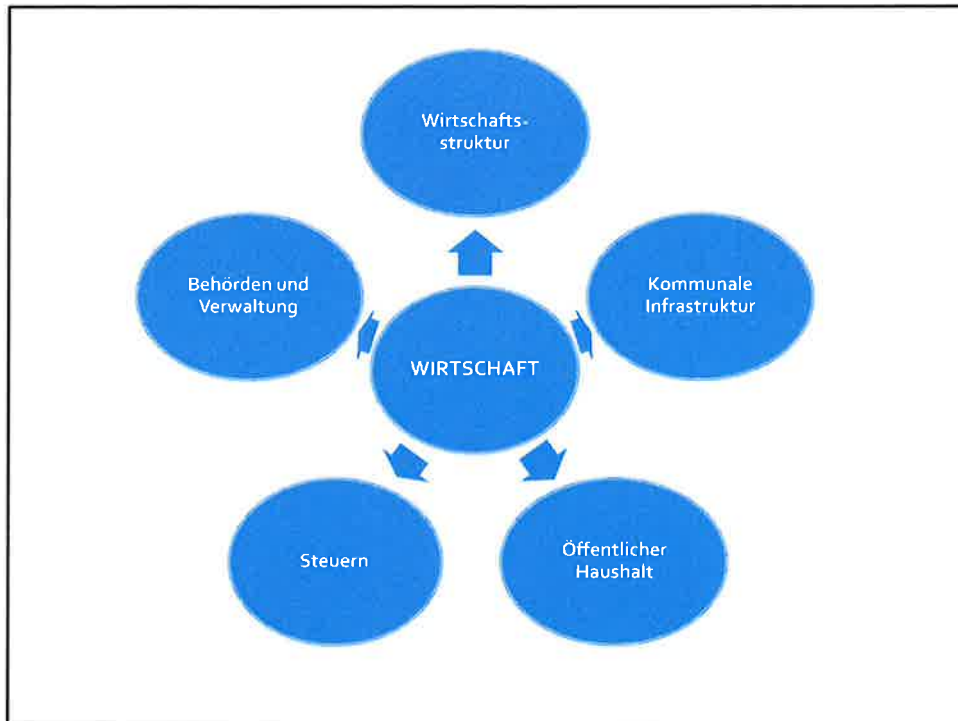 Wirtschafts-
struktur
Behörden und
Verwaltung
Kommunale
Infrastruktur
WIRTSCHAFT
Steuern
Öffentlicher
Haushalt